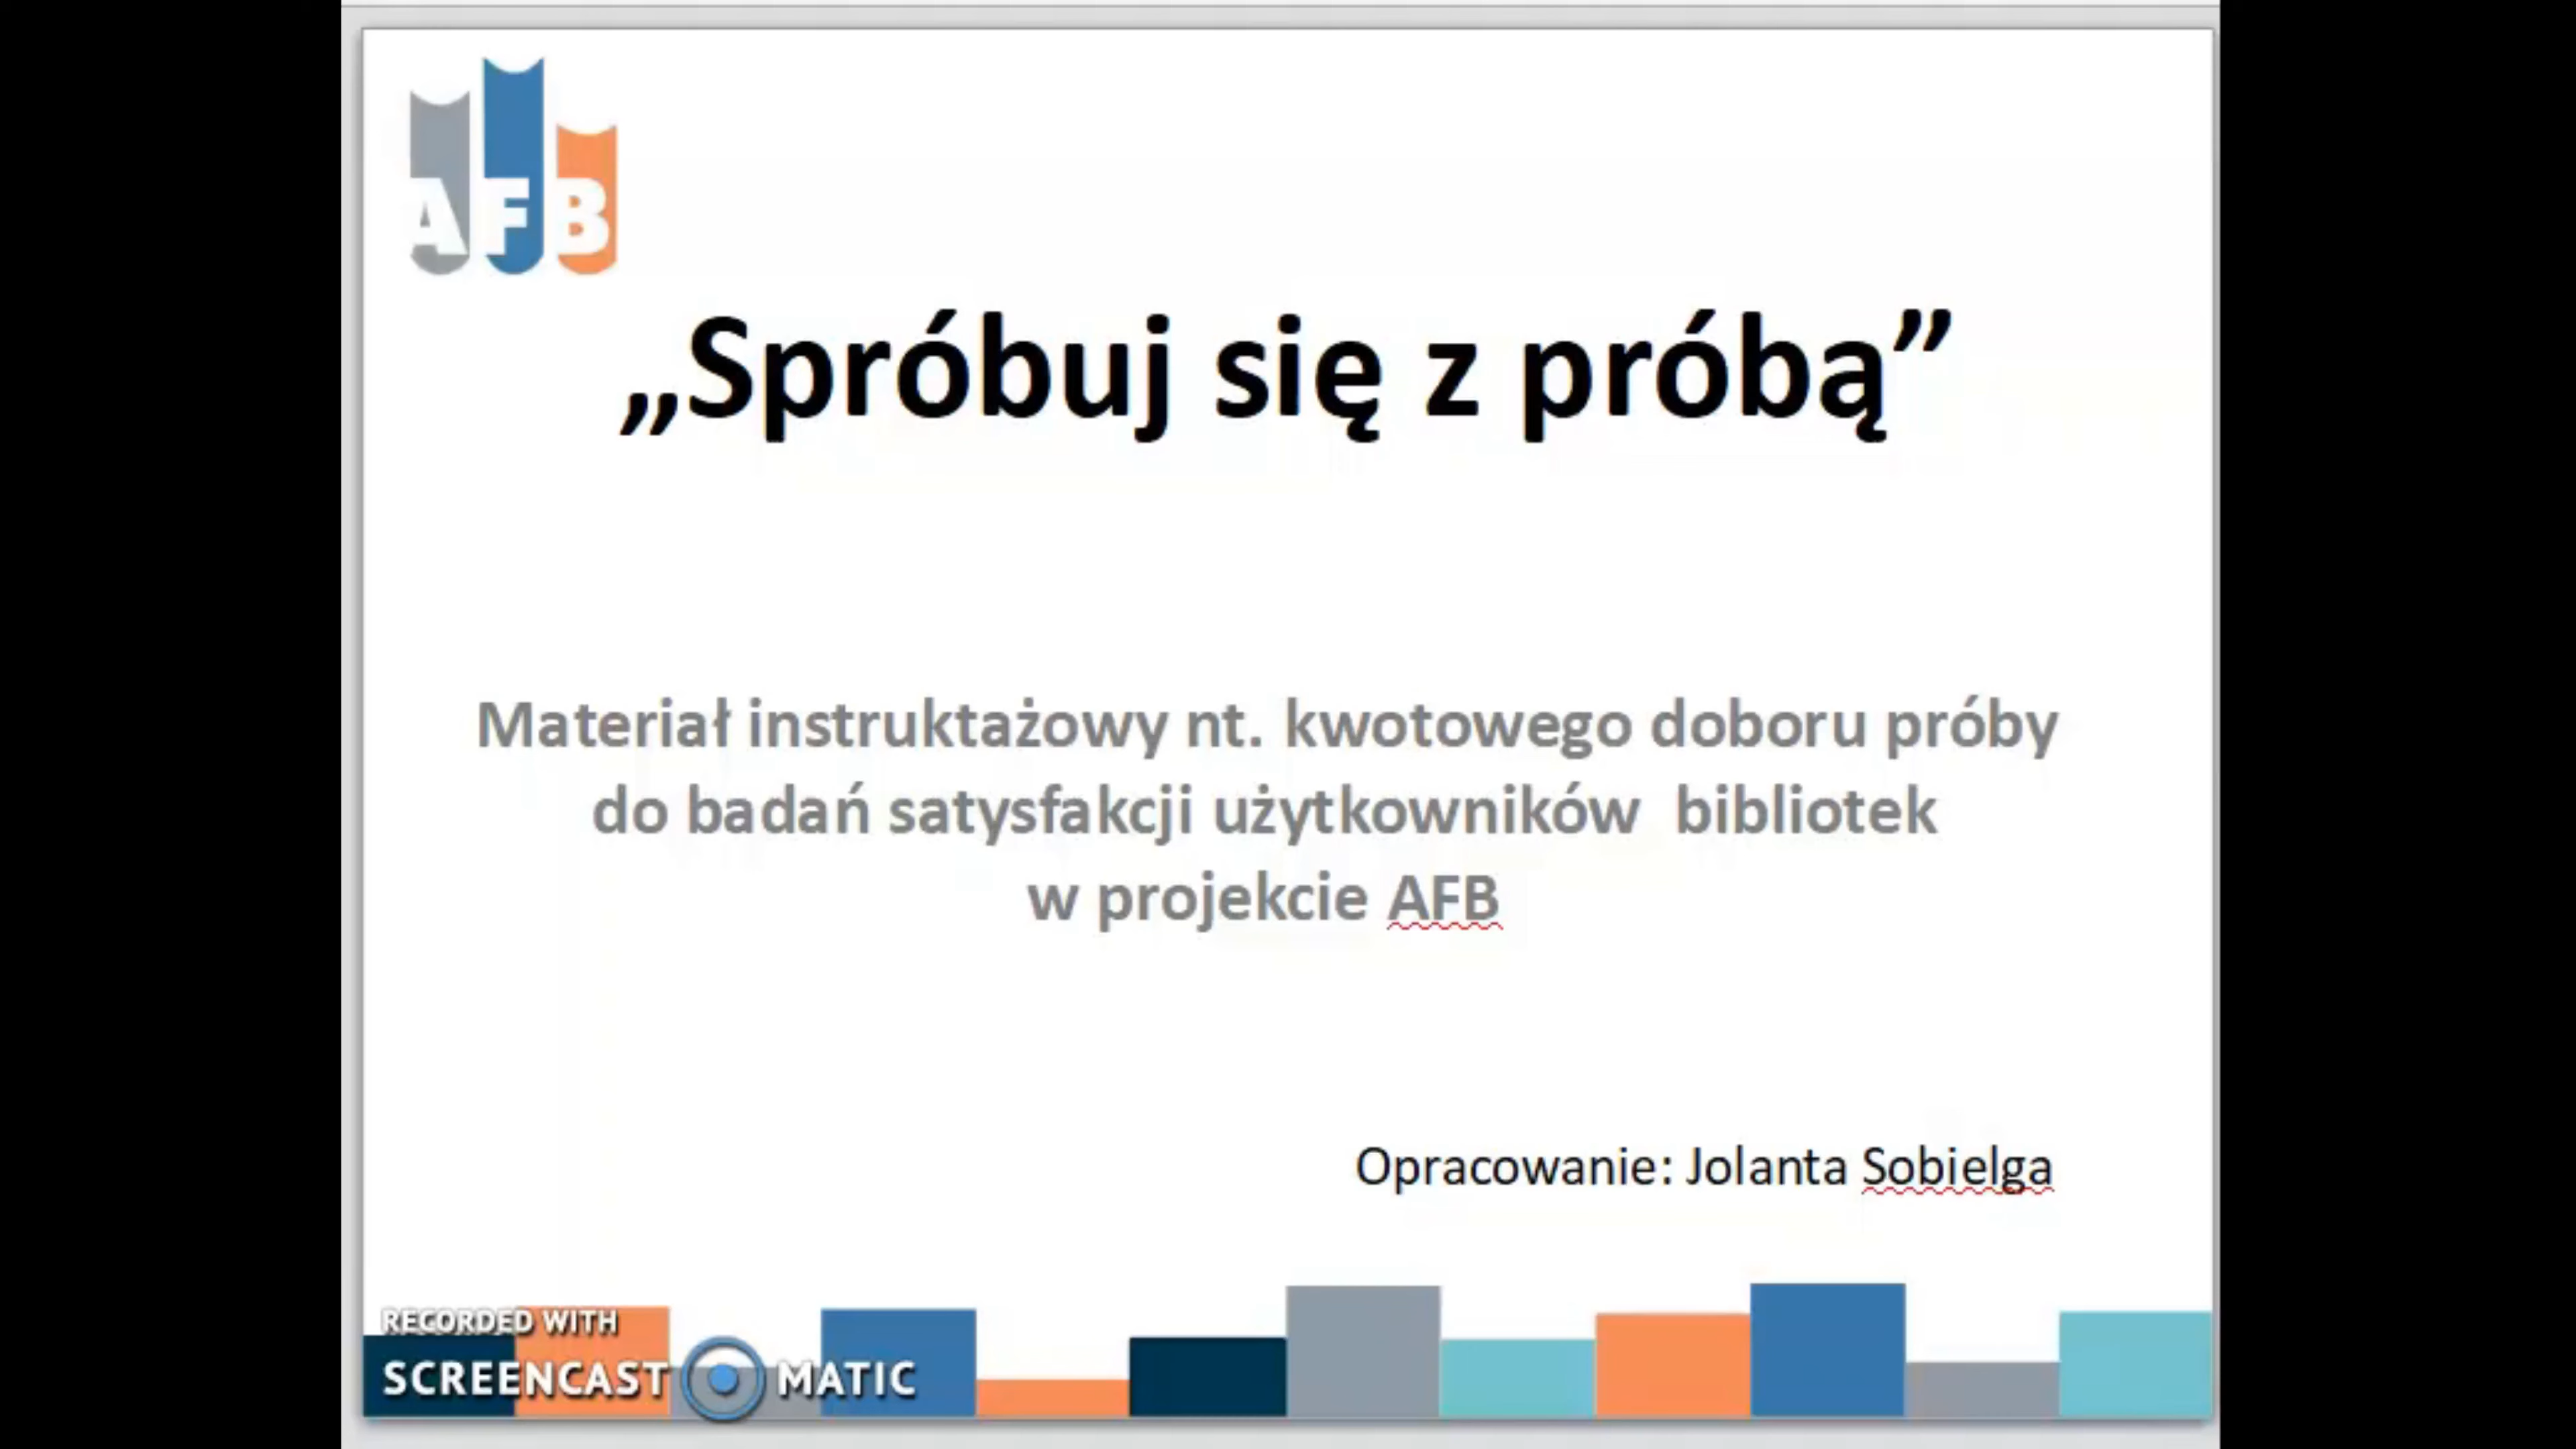 AFB
„Spróbuj się z próbą”
Materiał instruktażowy nt. kwotowego doboru próby
do badań satysfakcji użytkowników bibliotek
w projekcie AFB
Opracowanie: Jolanta Sobielga
RECORDED WITH
SCREENCAST MATIC